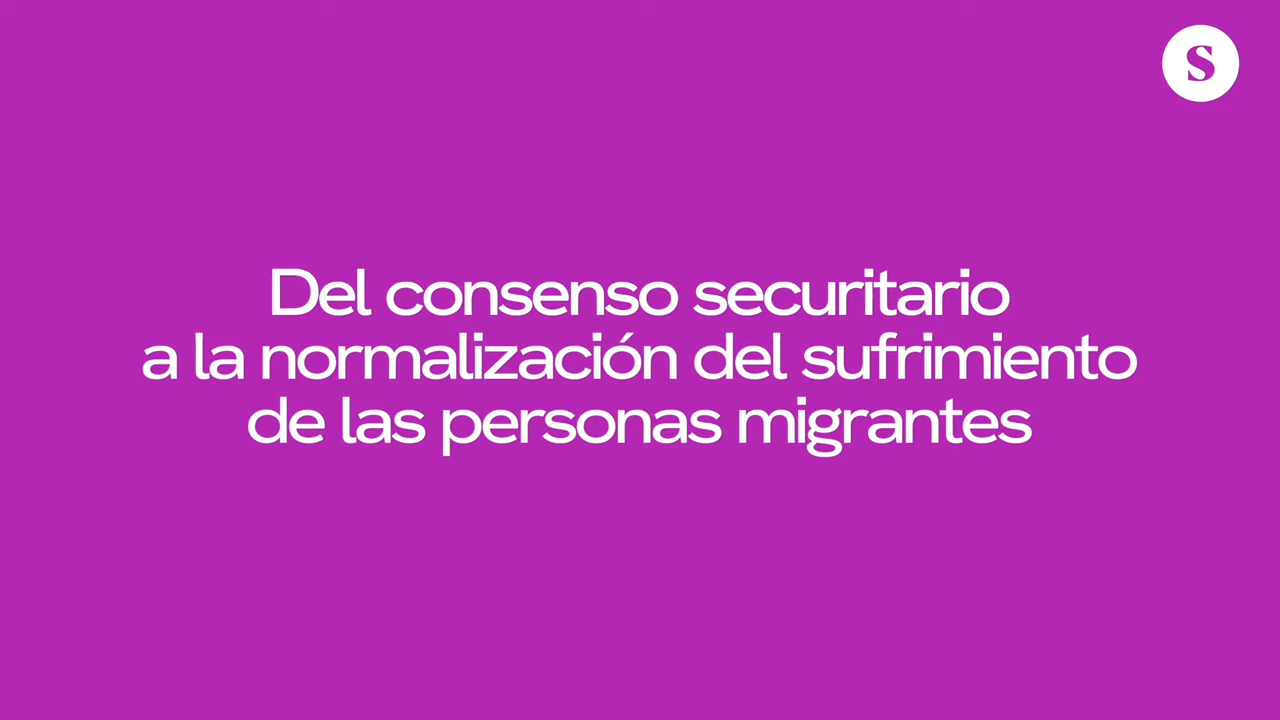 S
Del consenso securitario
a la normalización del sufrimiento
de las personas migrantes